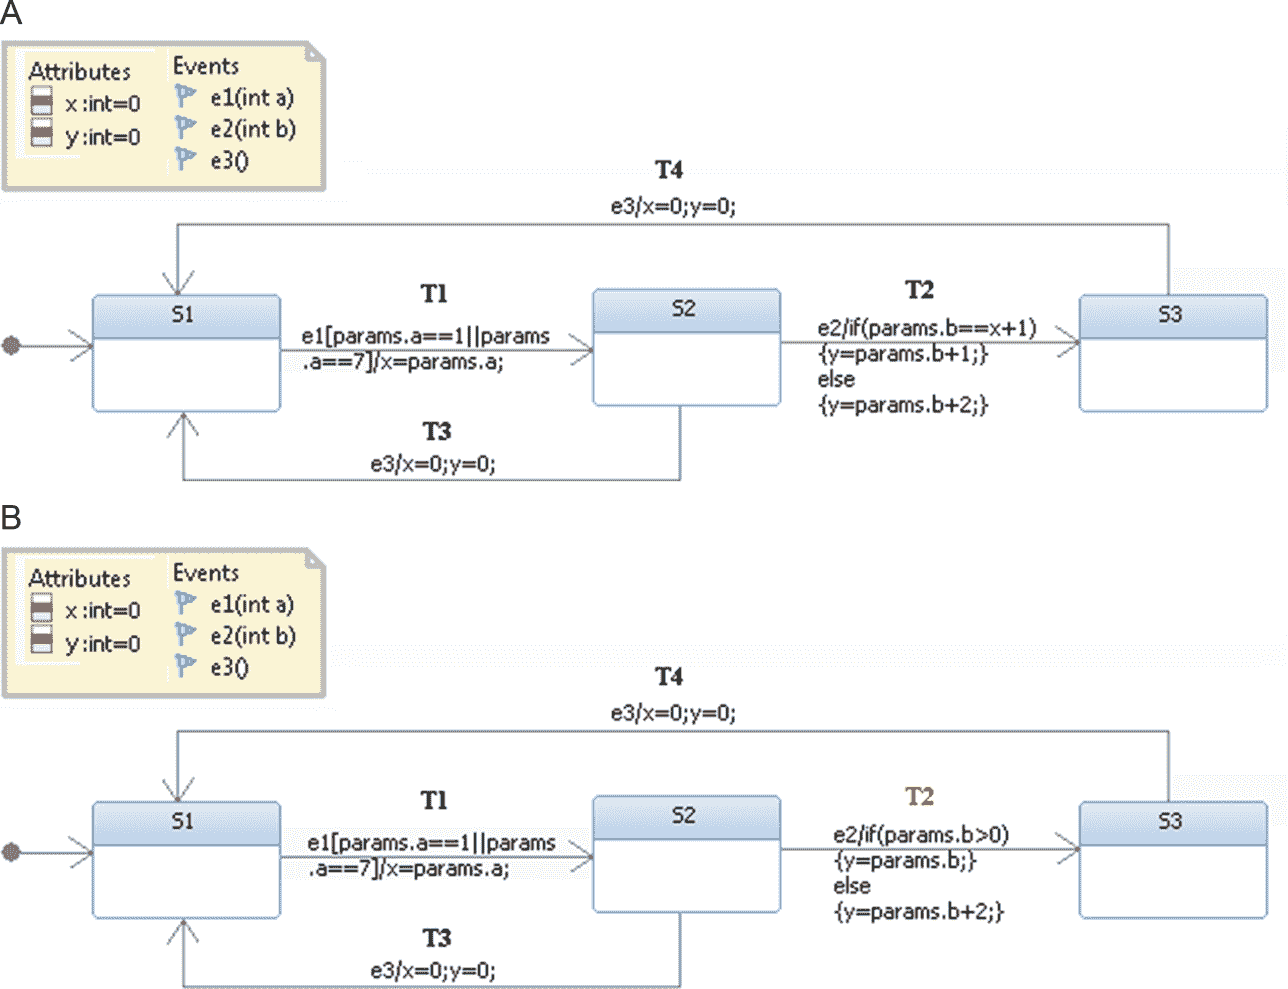 A
Attributes
x :int=0
y :int=0
Events
e1(int a)
e2(int b)
e3()
T4
e3/x=0;y=0;
S1
T1
e1[params.a==1||params
.a==7]/x=params.a;
S2
T2
e2/if(params.b==x+1)
{y=params.b+1;}
else
{y=params.b+2;}
S3
T3
e3/x=0;y=0;
B
Attributes
x :int=0
y :int=0
Events
e1(int a)
e2(int b)
e3()
T4
e3/x=0;y=0;
S1
T1
e1[params.a==1||params
.a==7]/x=params.a;
S2
T2
e2/if(params.b>0)
{y=params.b;}
else
{y=params.b+2;}
S3
T3
e3/x=0;y=0;